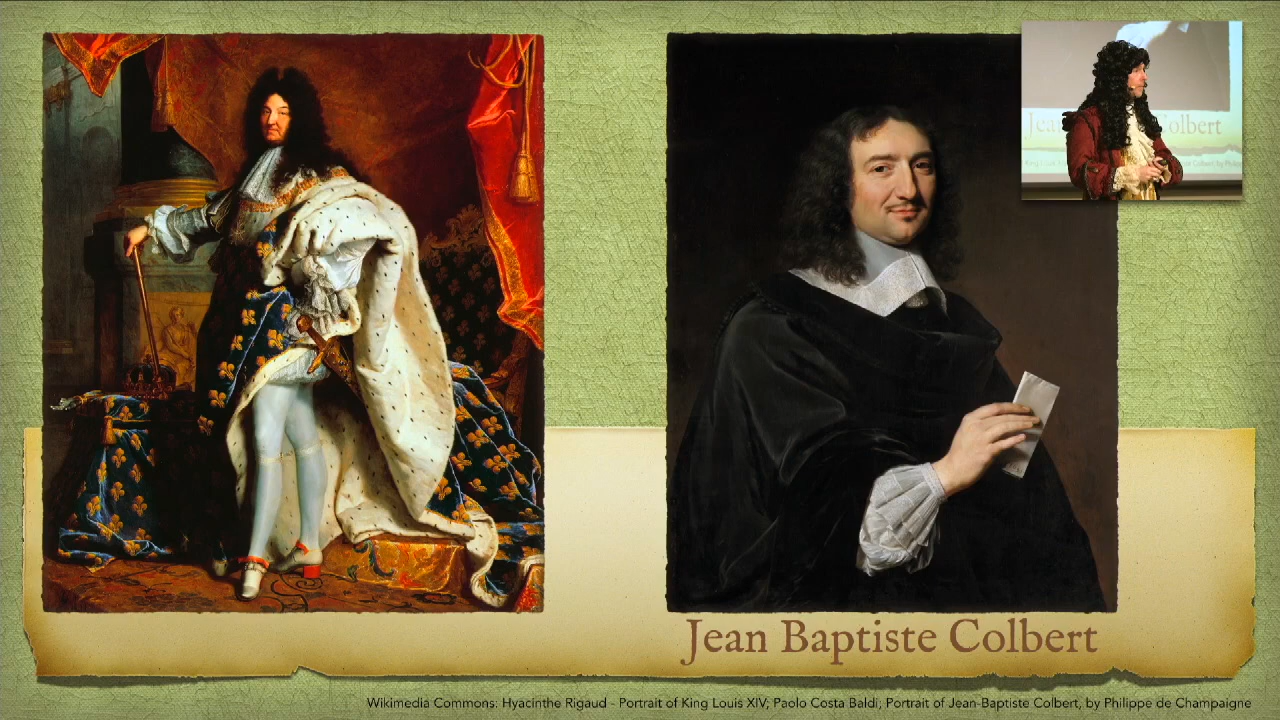 Jean Baptiste Colbert
Wikimedia Commons: Hyacinthe Rigaud - Portrait of King Louis XIV; Paolo Costa Baldi; Portrait of Jean-Baptiste Colbert, by Philippe de Champaigne
Colbert